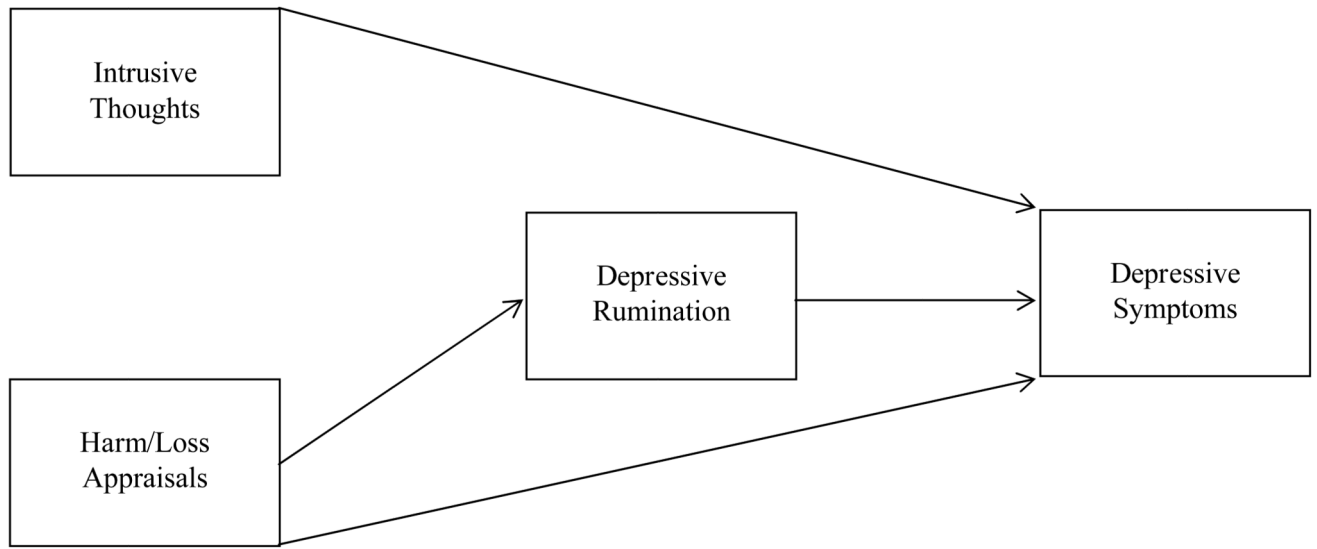 Intrusive
Thoughts
Depressive
Rumination
Depressive
Symptoms
Harm/Loss
Appraisals